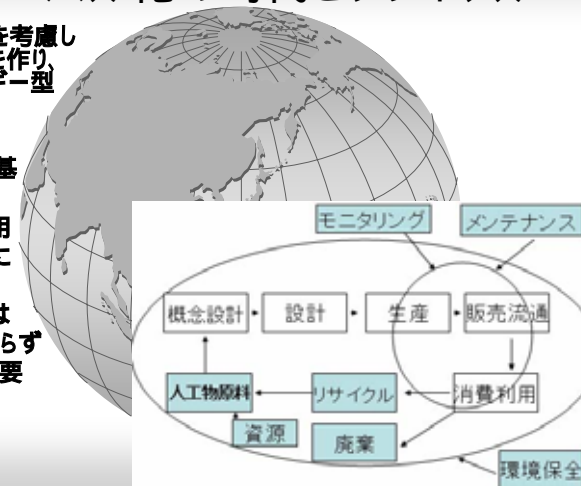 を考慮し
を作り、
ギー型
基
用
に
は
らず
要
モニタリング
メンテナンス
概念設計
設計
生産
販売流通
人工物原料
リサイクル
消費利用
資源
廃棄
環境保全